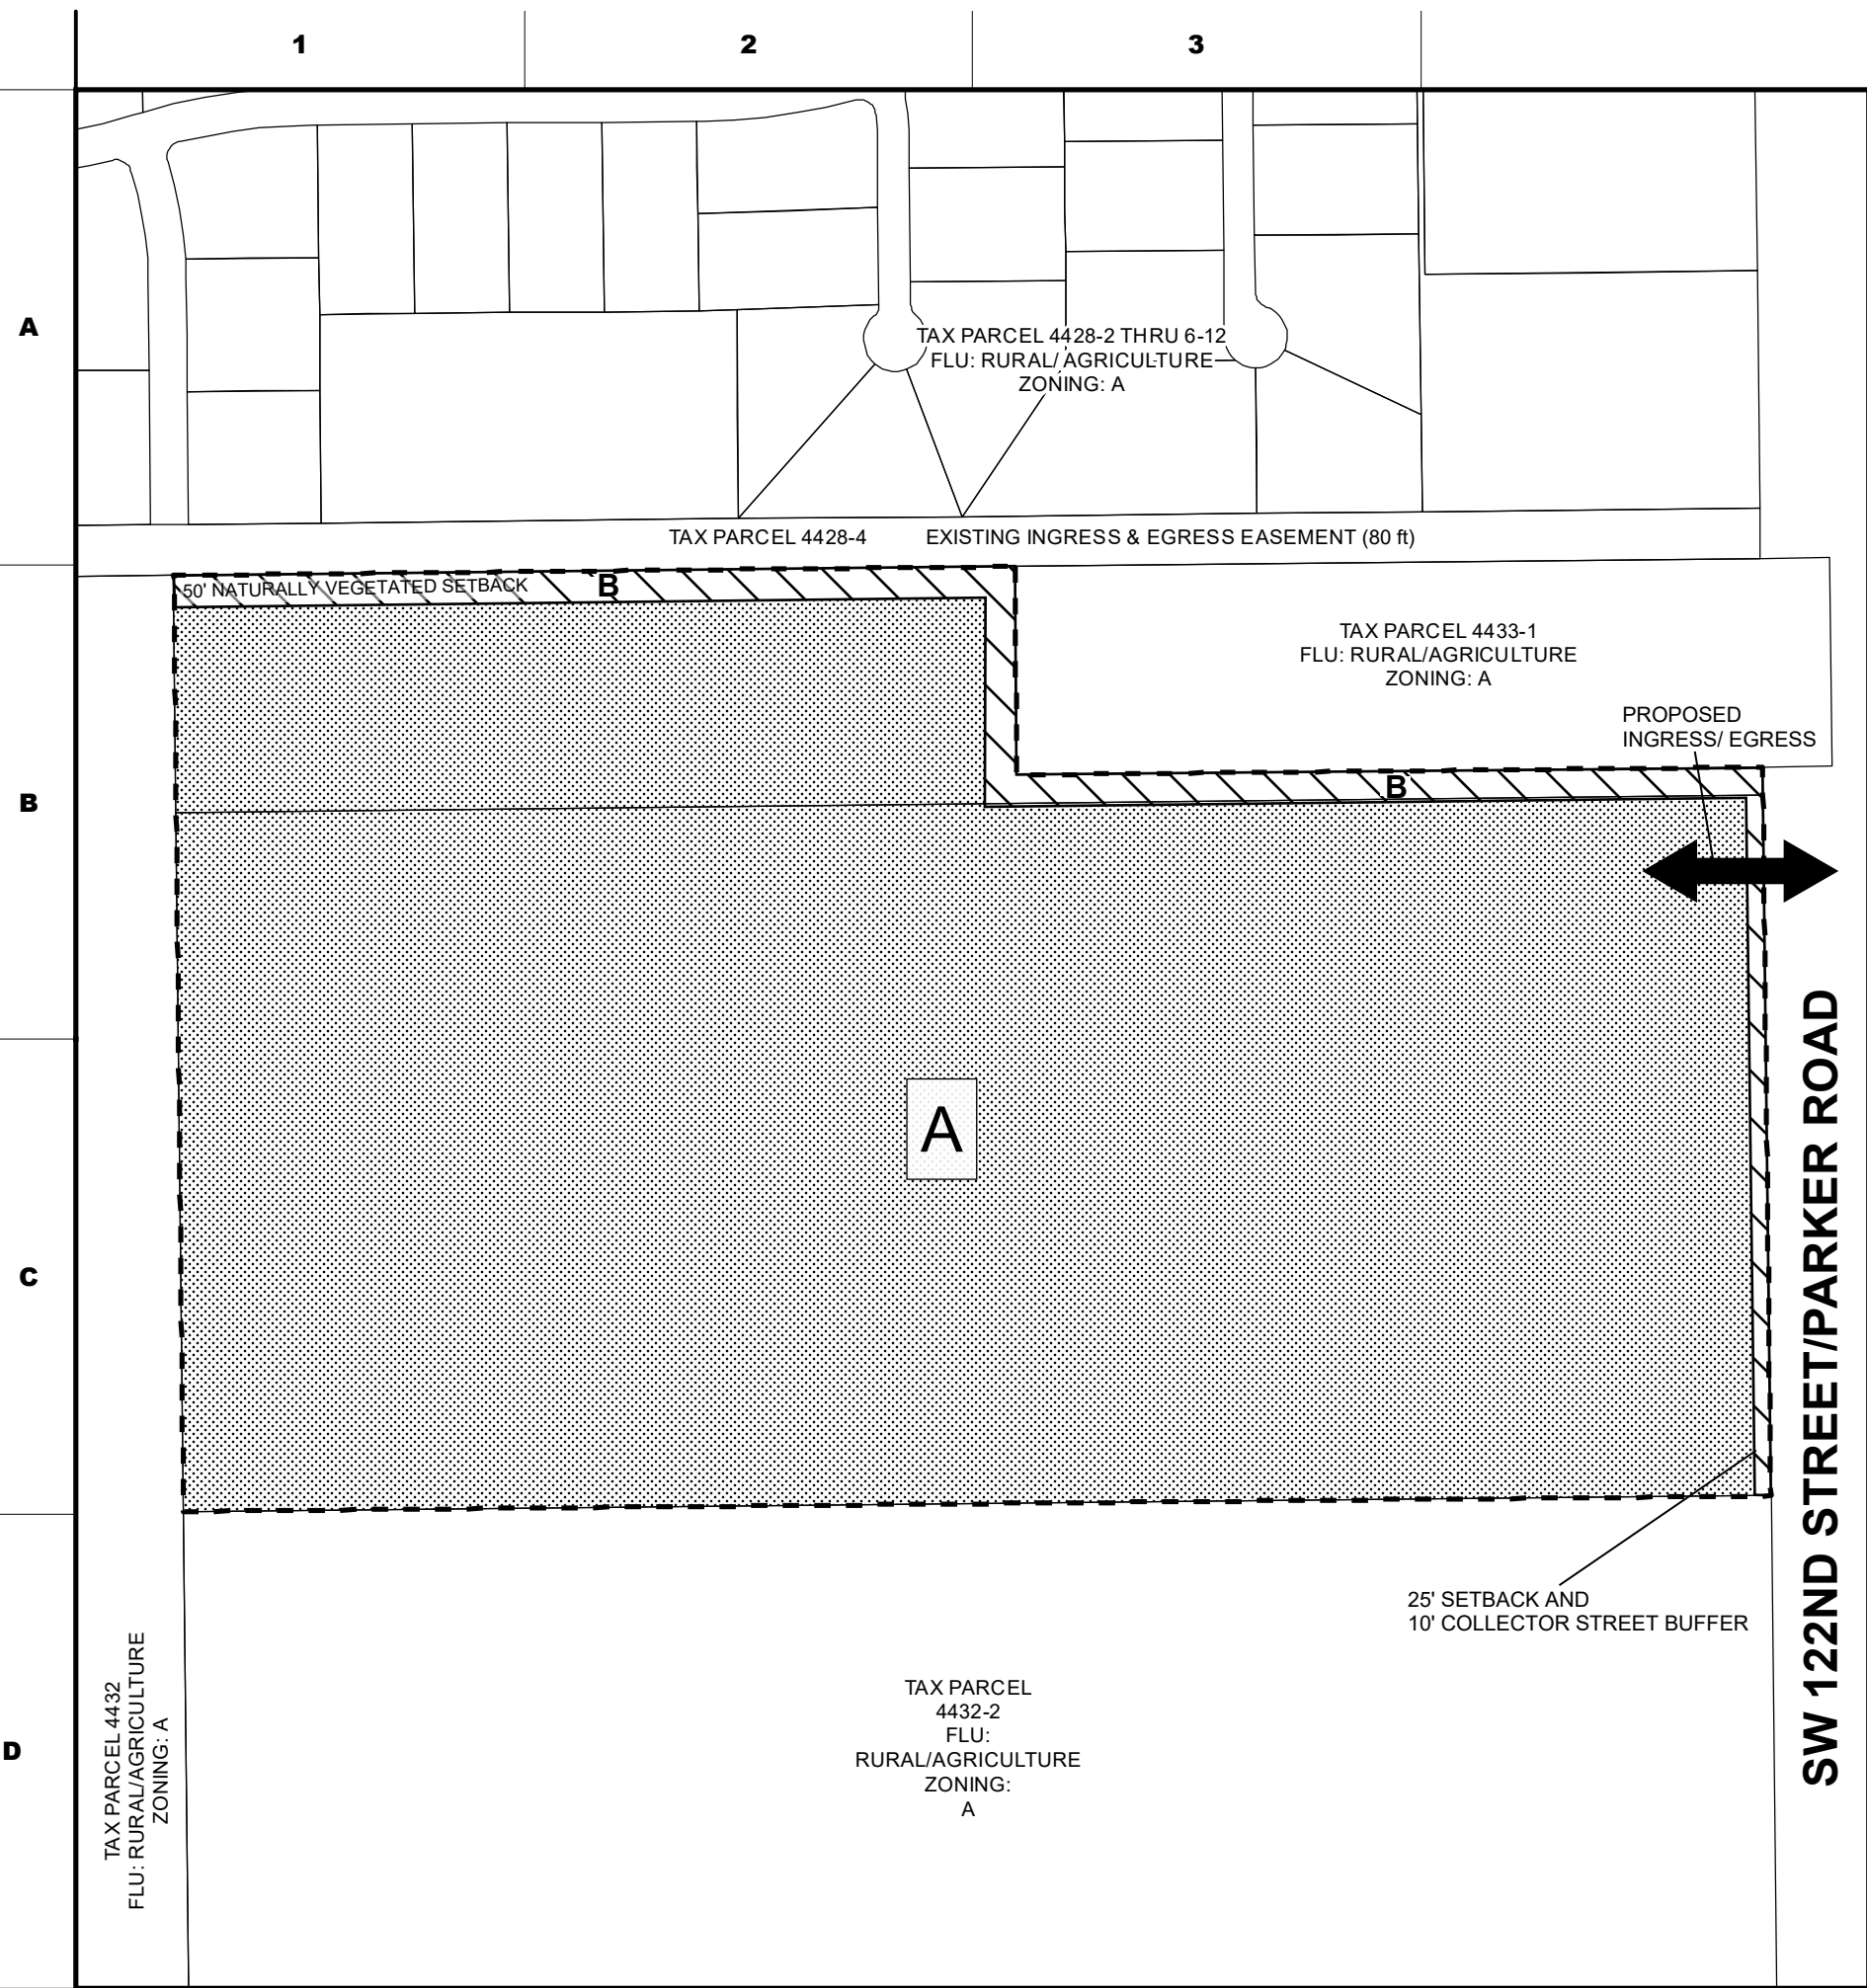 1
2
3
A
TAX PARCEL 4428-2 THRU 6-12
FLU: RURAL/ AGRICULTURE
ZONING: A
TAX PARCEL 4428-4
EXISTING INGRESS & EGRESS EASEMENT (80 ft)
50' NATURALLY VEGETATED SETBACK
B
TAX PARCEL 4433-1
FLU: RURAL/AGRICULTURE
ZONING: A
PROPOSED
INGRESS/ EGRESS
B
B
A
C
SW 122ND STREET/PARKER ROAD
25' SETBACK AND
10' COLLECTOR STREET BUFFER
TAX PARCEL 4432
FLU: RURAL/AGRICULTURE
ZONING: A
TAX PARCEL
4432-2
FLU:
RURAL/AGRICULTURE
ZONING:
A
D